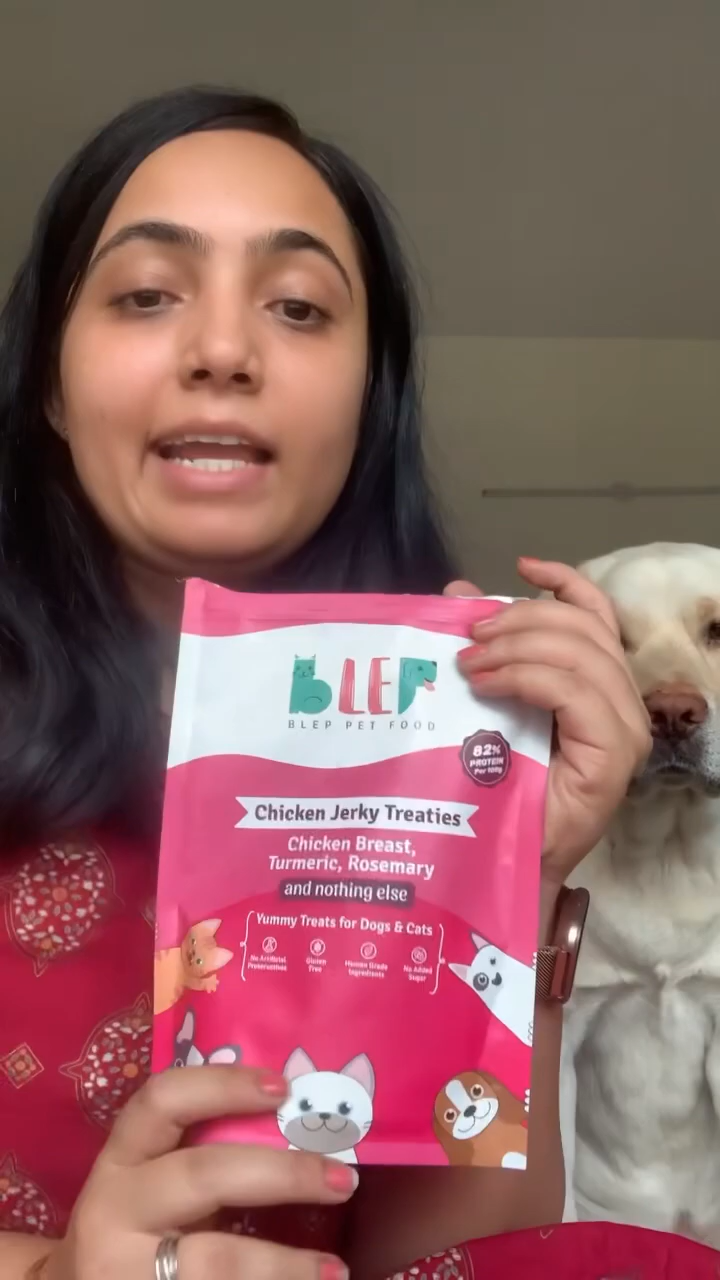 bLEP
BLEP PET FOOD
82%
PROTEIN
Per 100g
Chicken Jerky Treaties
Chicken Breast,
Turmeric, Rosemary
and nothing else
Yummy Treats for Dogs & Cats
No Artificial
Preservatives
Gluten
Free
Human Grade
Ingredients
No Added
Sugar